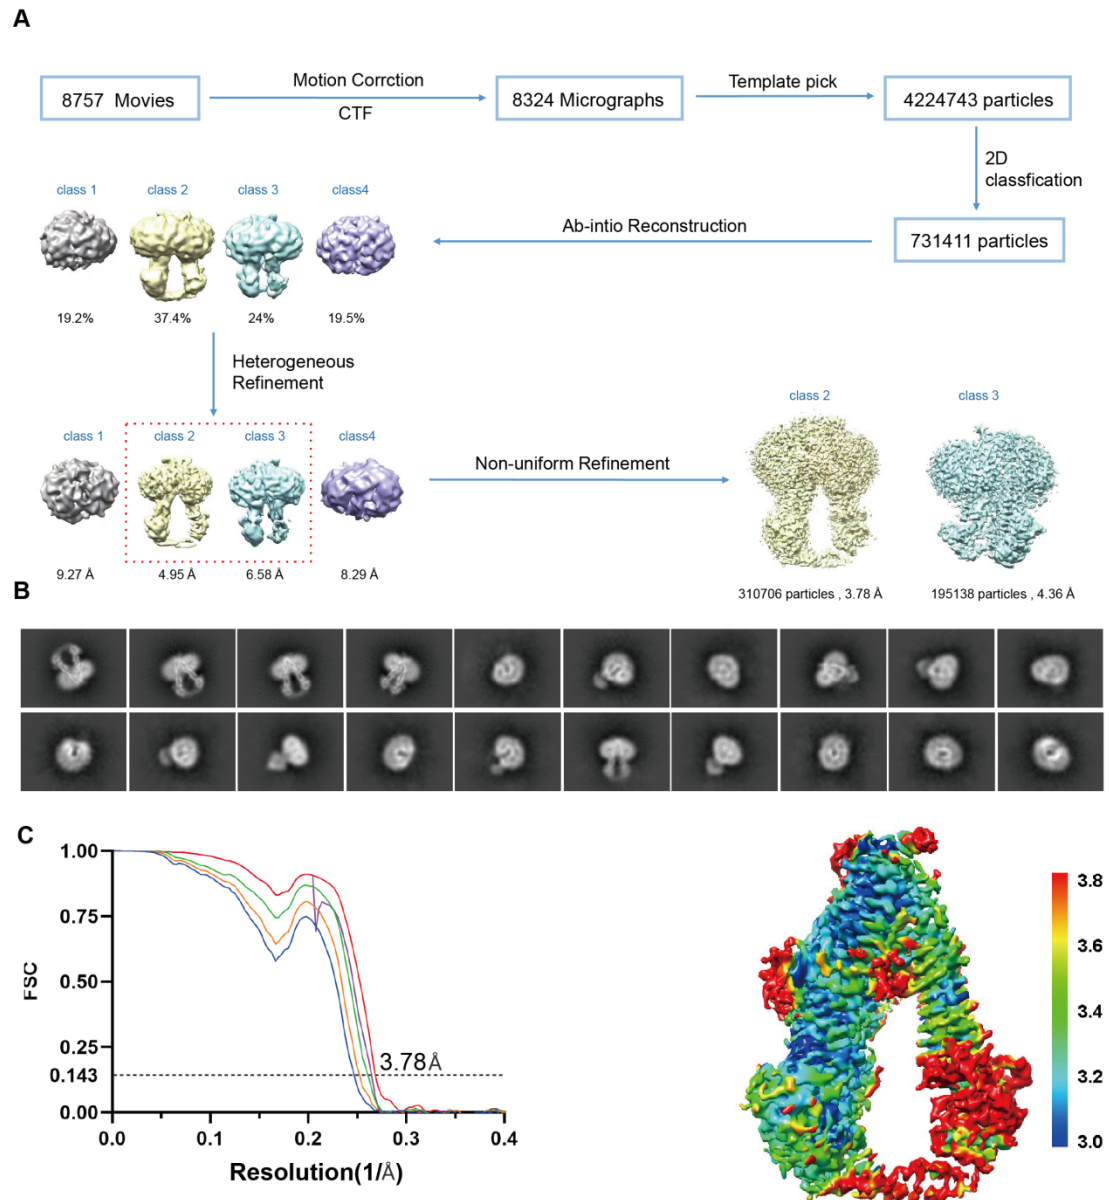 A
8757 Movies
Motion Corrction
CTF
8324 Micrographs
Template pick
4224743 particles
2D
classfication
731411 particles
Ab-intio Reconstruction
class 1
class 2
class 3
class4
19.2%
37.4%
24%
19.5%
Heterogeneous
Refinement
class 1
class 2
class 3
class4
9.27 Å
4.95 Å
6.58 Å
8.29 Å
Non-uniform Refinement
class 2
class 3
310706 particles , 3.78 Å
195138 particles , 4.36 Å
B
C
1.00
0.75
0.50
0.25
0.143
0.00
FSC
3.78Å
0.0
0.1
0.2
0.3
0.4
Resolution(1/Å)
3.8
3.6
3.4
3.2
3.0